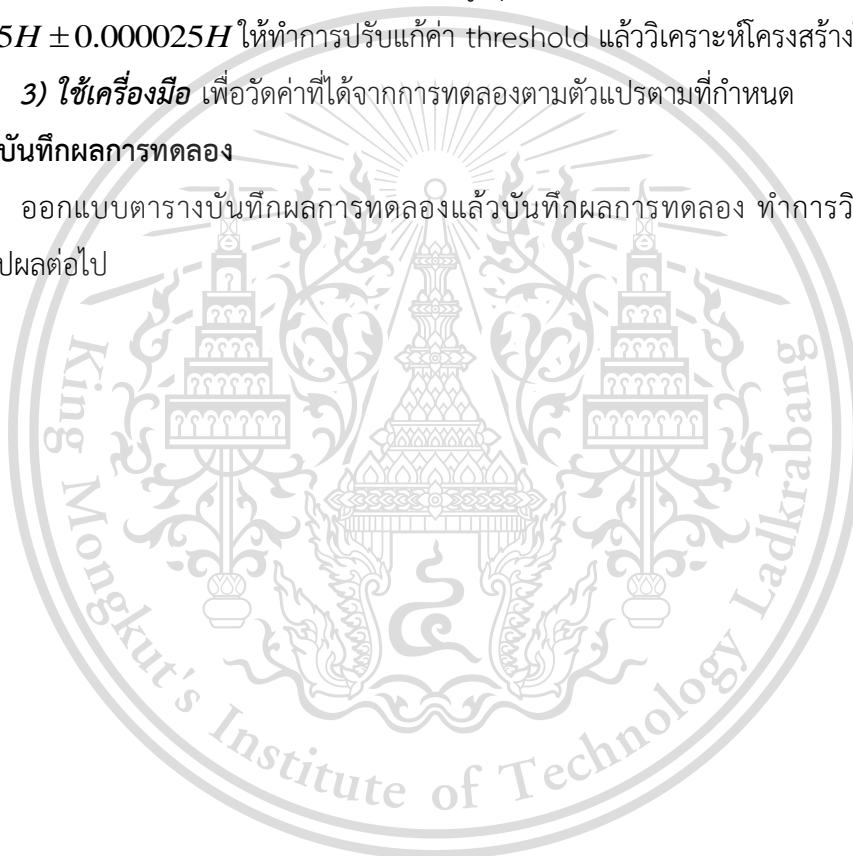 5H ± 0.000025H ให้ทำการปรับแก้ค่า threshold แล้ววิเคราะห์โครงสร้าง
3) ใช้เครื่องมือ เพื่อวัดค่าที่ได้จากการทดลองตามตัวแปรตามที่กำหนด
บันทึกผลการทดลอง
ออกแบบตารางบันทึกผลการทดลองแล้วบันทึกผลการทดลอง ทำการวิ
ปผลต่อไป
King Mongkut's Institute of Technology Ladkrabang